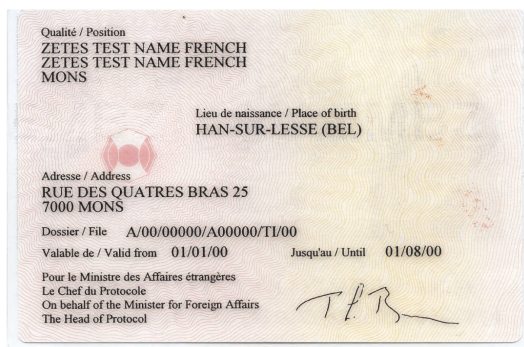 Qualité / Position
ZETES TEST NAME FRENCH
ZETES TEST NAME FRENCH
MONS
Lieu de naissance / Place of birth
HAN-SUR-LESSE (BEL)
Adresse / Address
RUE DES QUATRES BRAS 25
7000 MONS
Dossier / File A/00/00000/A00000/TI/00
Valable de / Valid from 01/01/00 Jusqu'au / Until 01/08/00
Pour le Ministre des Affaires étrangères
Le Chef du Protocole
On behalf of the Minister for Foreign Affairs
The Head of Protocol